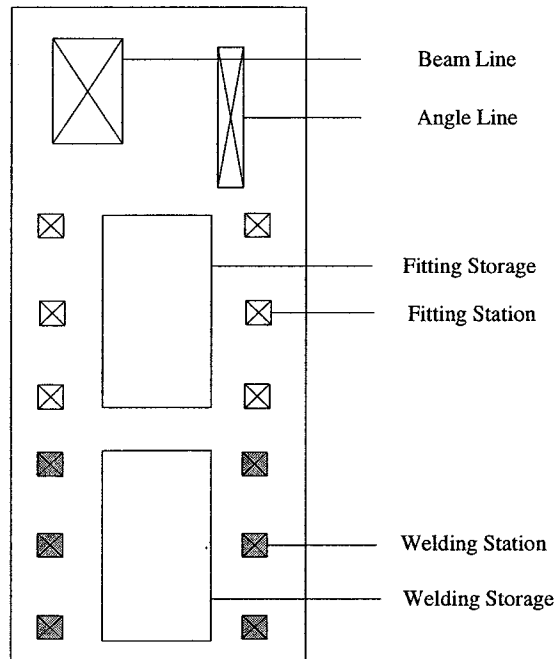 Beam Line
Angle Line
Fitting Storage
Fitting Station
Welding Station
Welding Storage